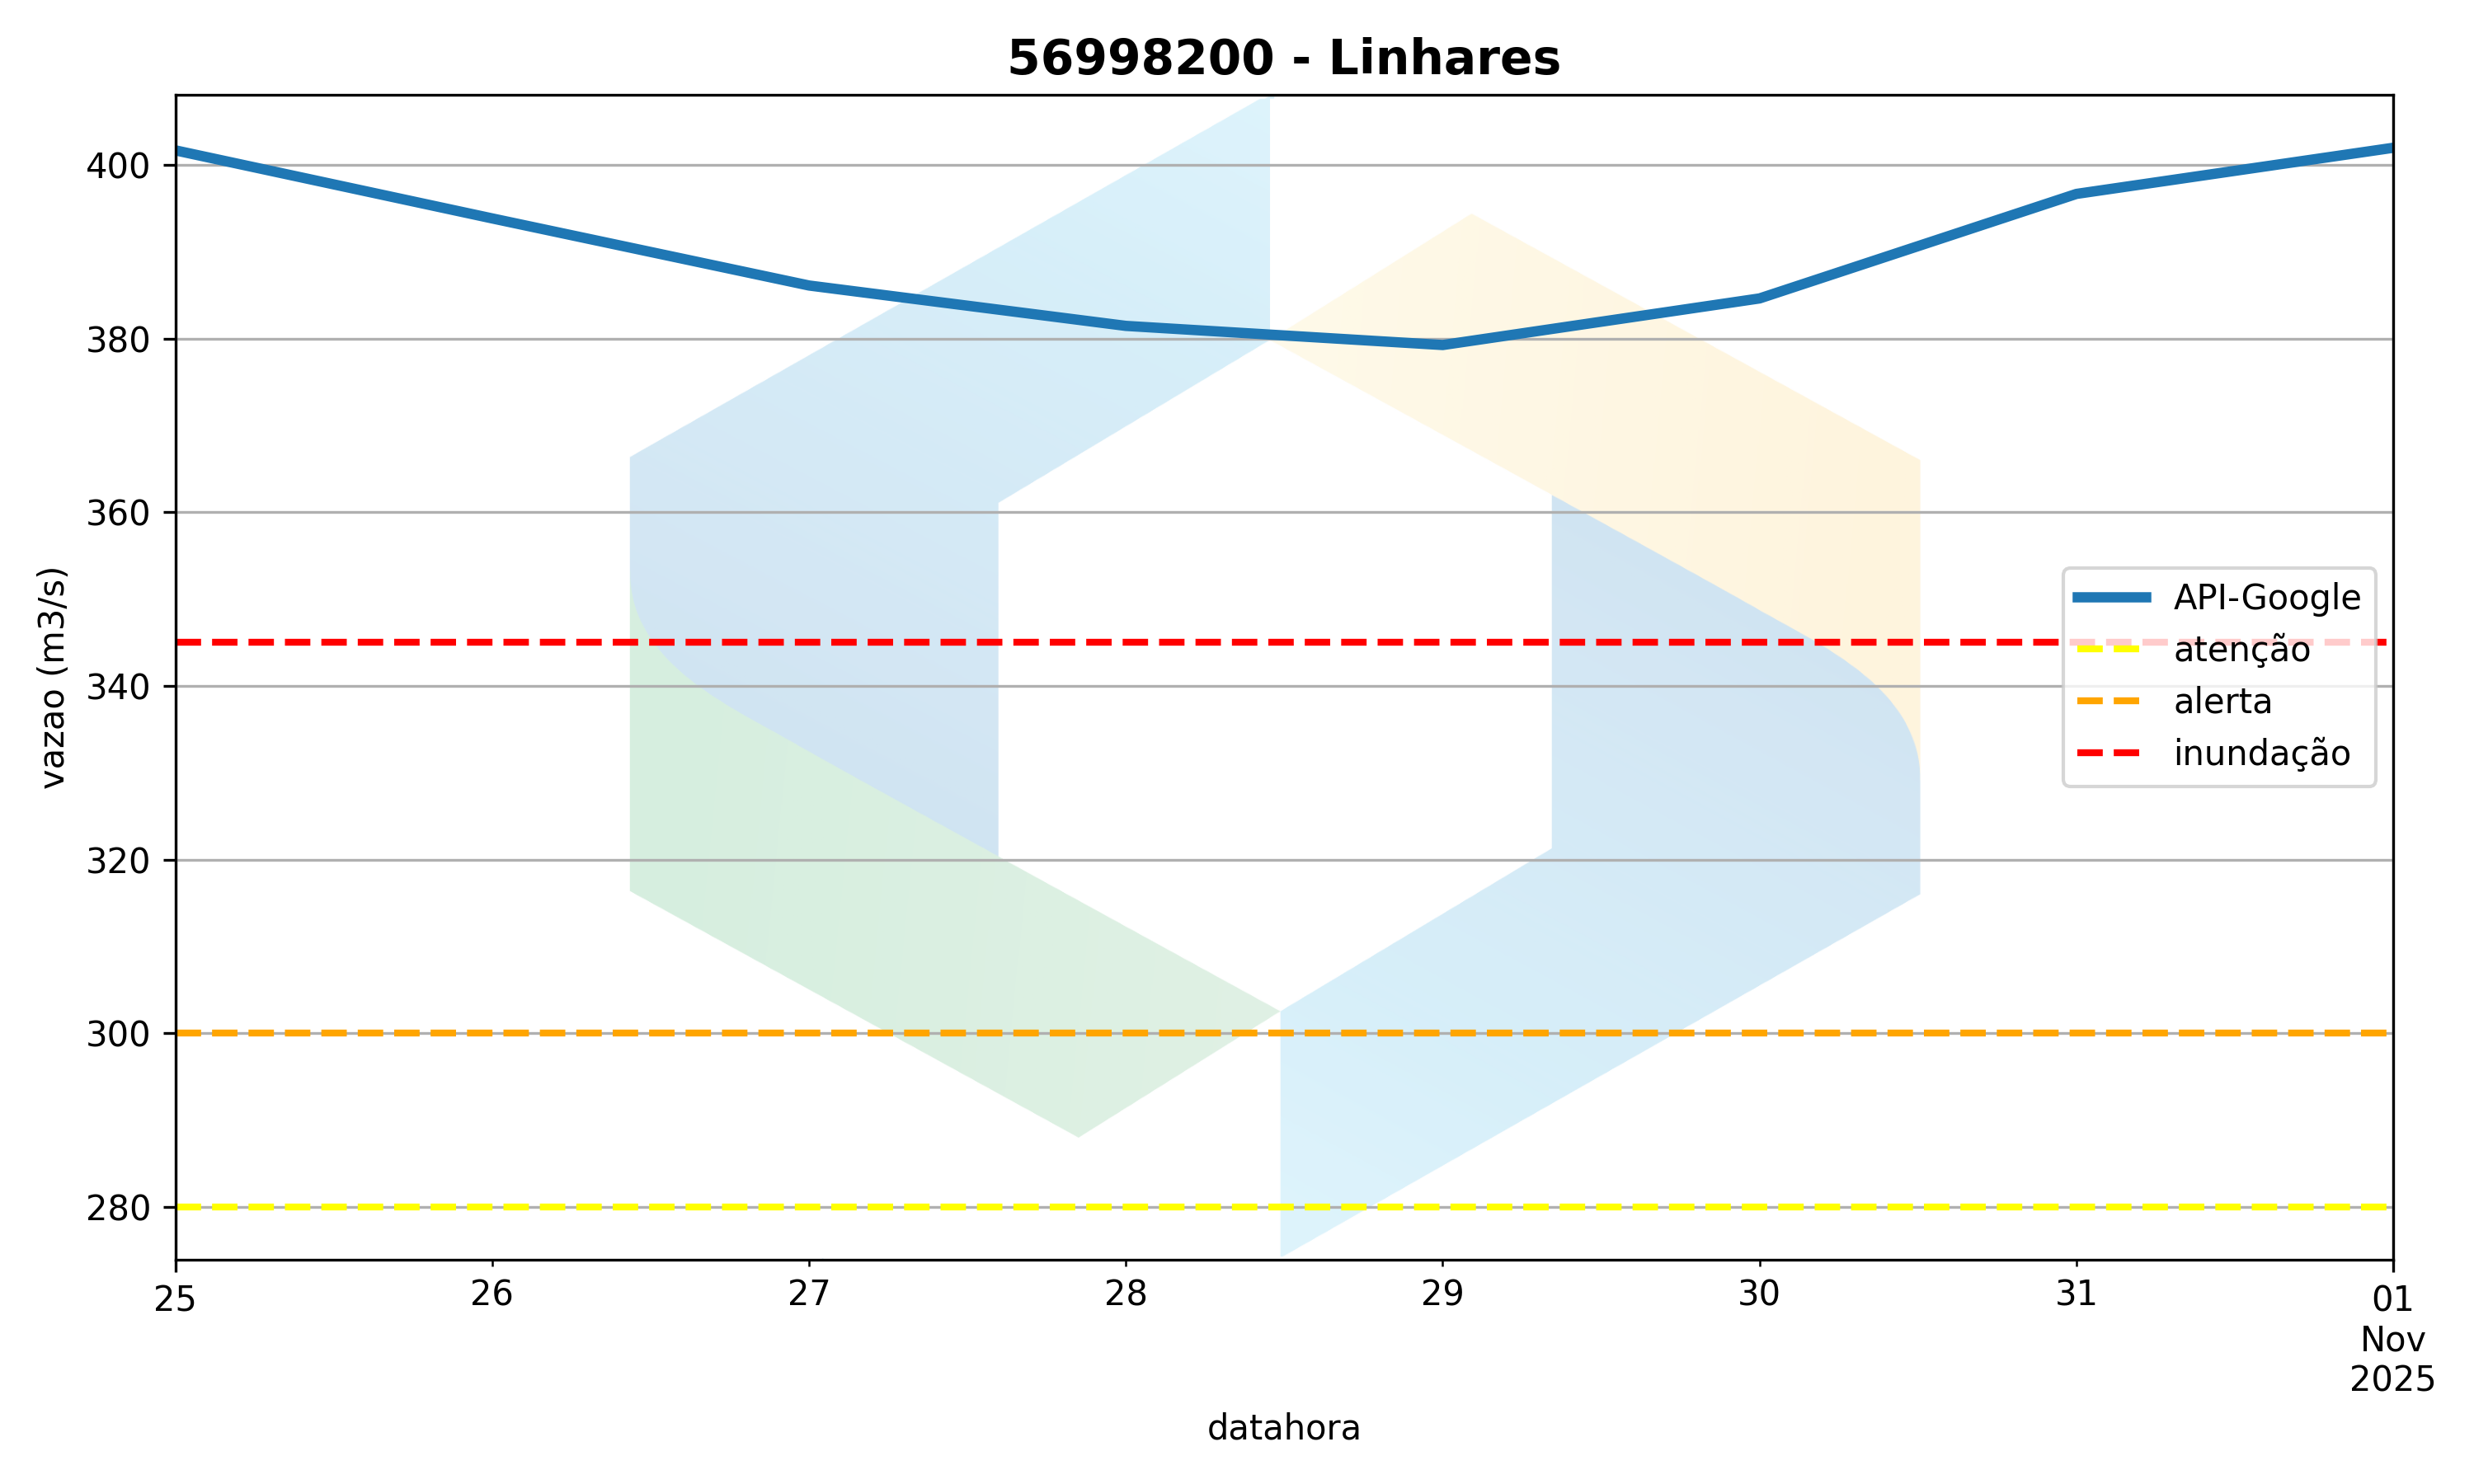 56998200 - Linhares
400
380
360
340
320
300
280
vazao (m3/s)
API-Google
atenção
alerta
inundação
25
26
27
28
29
30
31
01
Nov
2025
datahora